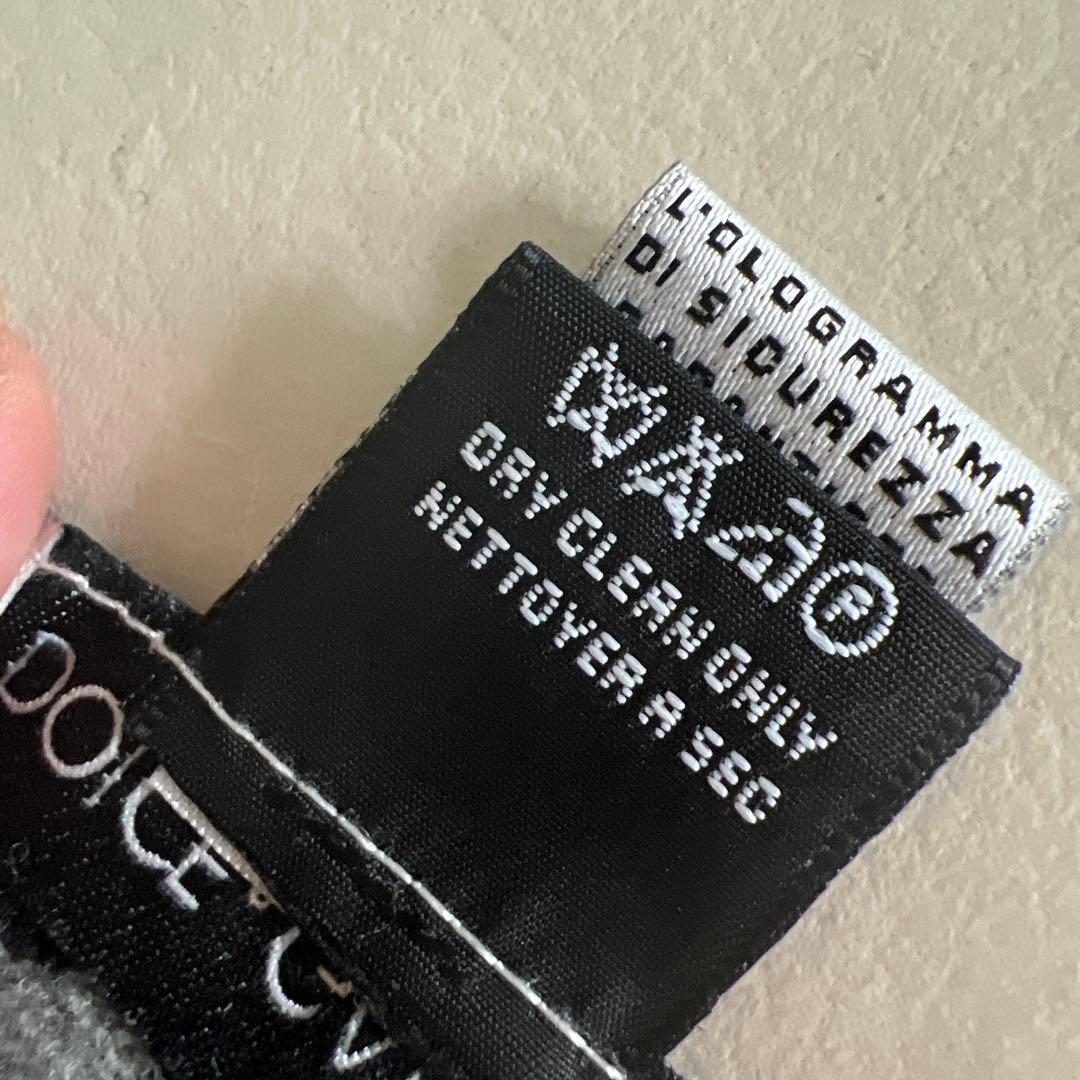 L'OLOGRAMMA
DI SICUREZZA
DRY CLEAN ONLY
NETTOYER A SEC
DOLCE & G